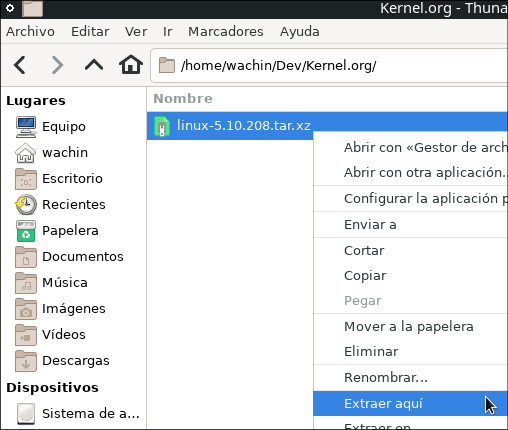 Kernel.org - Thuna
Archivo Editar Ver Ir Marcadores Ayuda
/home/wachin/Dev/Kernel.org/
Lugares
Equipo
wachin
Escritorio
Recientes
Papelera
Documentos
Música
Imágenes
Vídeos
Descargas
Dispositivos
Sistema de a...
Nombre
linux-5.10.208.tar.xz
Abrir con «Gestor de arch
Abrir con otra aplicación..
Configurar la aplicación p
Enviar a
Cortar
Copiar
Pegar
Mover a la papelera
Eliminar
Renombrar...
Extraer aquí
Extraer en